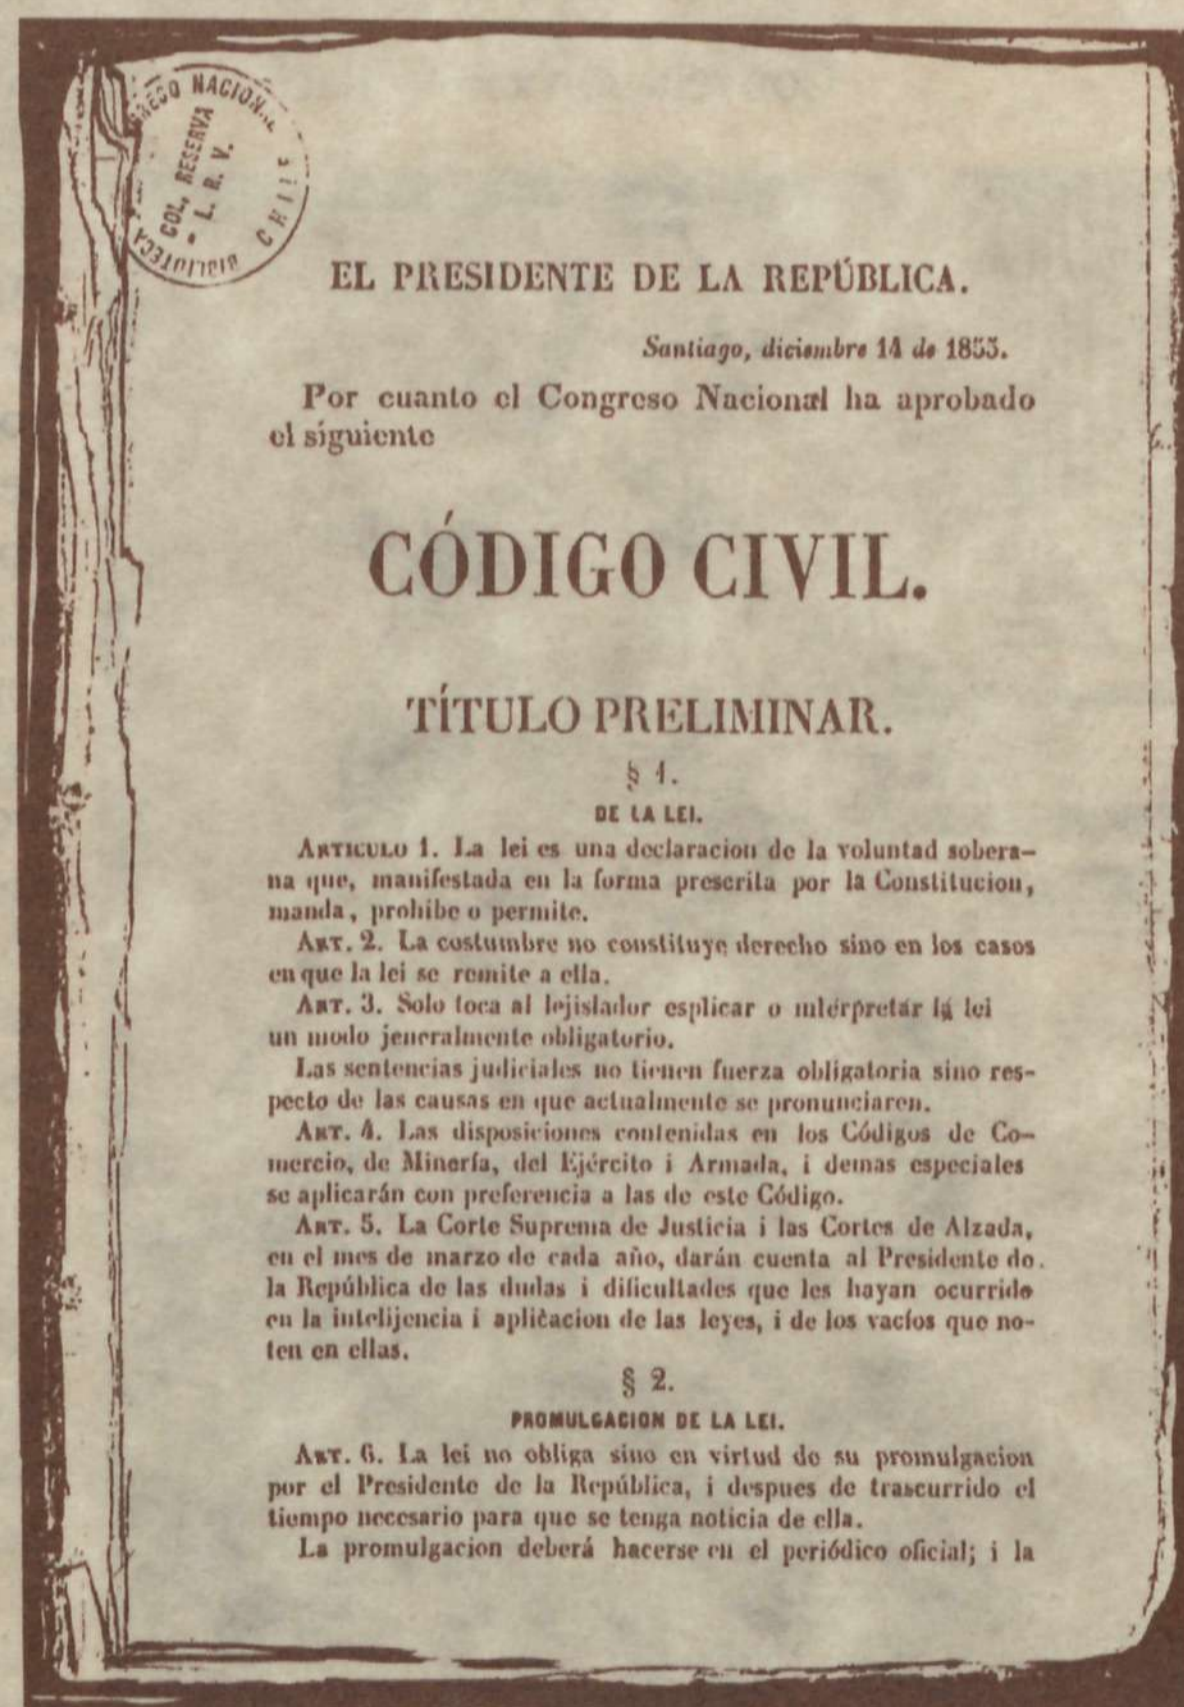 BIBLIOTECA CONGRESO NACIONAL CHILE
COL. RESERVA
L. R. V.
EL PRESIDENTE DE LA REPÚBLICA.
Santiago, diciembre 14 de 1855.
Por cuanto el Congreso Nacional ha aprobado
el siguiente
CÓDIGO CIVIL.
TÍTULO PRELIMINAR.
§ 1.
DE LA LEI.
ARTICULO 1. La lei es una declaracion de la voluntad sobera-
na que, manifestada en la forma prescrita por la Constitucion,
manda, prohibe o permite.
ART. 2. La costumbre no constituye derecho sino en los casos
en que la lei se remite a ella.
ART. 3. Solo toca al lejislador esplicar o interpretar la lei
un modo jeneralmente obligatorio.
Las sentencias judiciales no tienen fuerza obligatoria sino res-
pecto de las causas en que actualmente se pronunciaren.
ART. 4. Las disposiciones contenidas en los Códigos de Co-
mercio, de Minería, del Ejército i Armada, i demas especiales
se aplicarán con preferencia a las de este Código.
ART. 5. La Corte Suprema de Justicia i las Cortes de Alzada,
en el mes de marzo de cada año, darán cuenta al Presidente de
la República de las dudas i dificultades que les hayan ocurrido
en la intelijencia i aplicacion de las leyes, i de los vacíos que no-
ten en ellas.
§ 2.
PROMULGACION DE LA LEI.
ART. 6. La lei no obliga sino en virtud de su promulgacion
por el Presidente de la República, i despues de trascurrido el
tiempo necesario para que se tenga noticia de ella.
La promulgacion deberá hacerse en el periódico oficial; i la